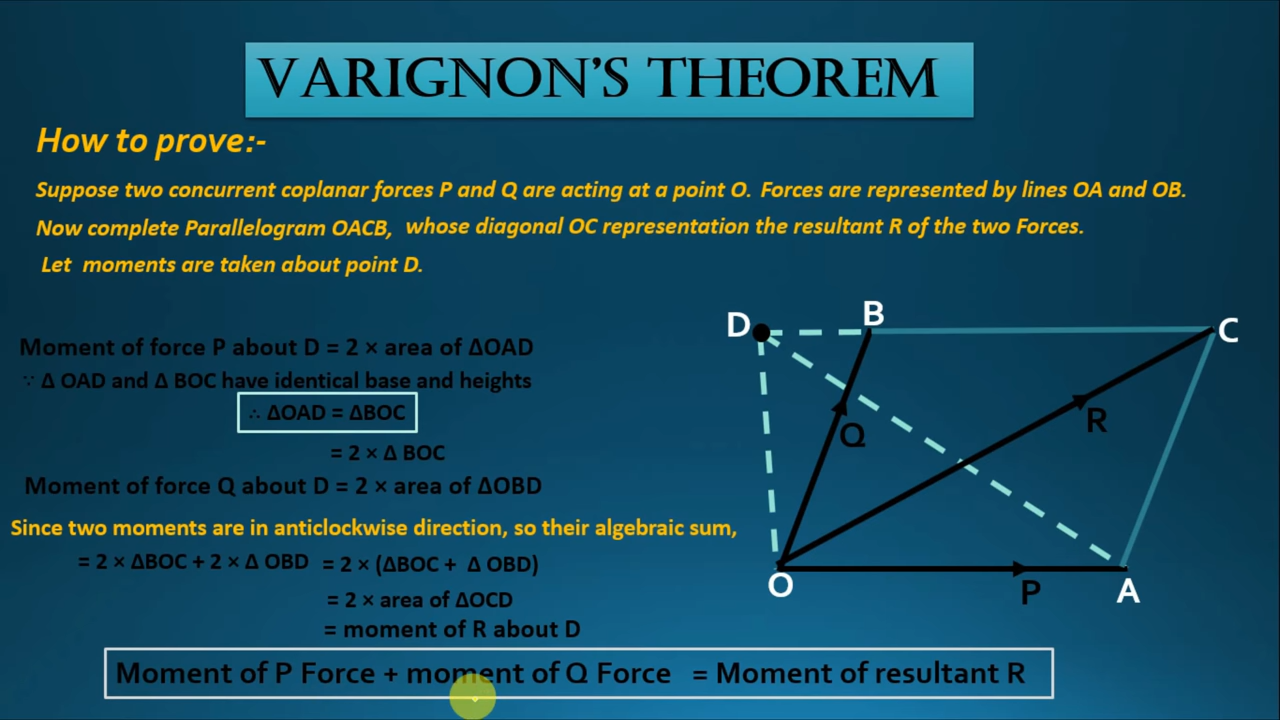 VARIGNON'S THEOREM
How to prove:-
Suppose two concurrent coplanar forces P and Q are acting at a point O. Forces are represented by lines OA and OB.
Now complete Parallelogram OACB, whose diagonal OC representation the resultant R of the two Forces.
Let moments are taken about point D.
Moment of force P about D = 2 × area of ΔOAD
∵ Δ OAD and Δ BOC have identical base and heights
∴ ΔOAD = ΔBOC
= 2 × Δ BOC
Moment of force Q about D = 2 × area of ΔOBD
Since two moments are in anticlockwise direction, so their algebraic sum,
= 2 × ΔBOC + 2 × Δ OBD = 2 × (ΔBOC + Δ OBD)
= 2 × area of ΔOCD
= moment of R about D
Moment of P Force + moment of Q Force = Moment of resultant R
D
B
C
Q
R
O
P
A